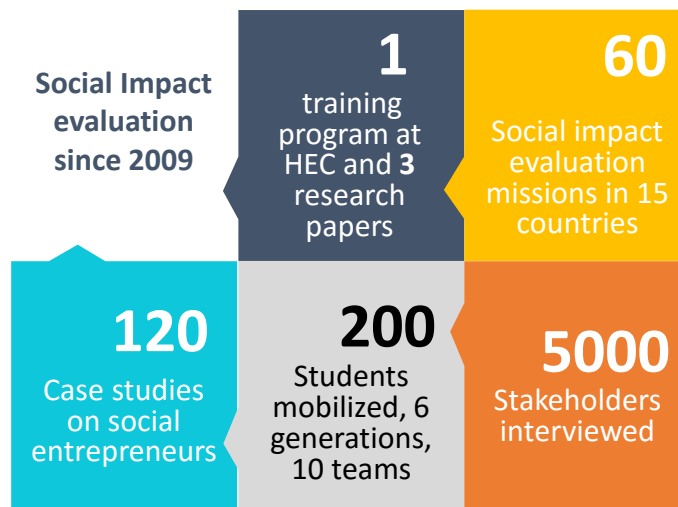 Social Impact
evaluation
since 2009
1
training
program at
HEC and 3
research
papers
60
Social impact
evaluation
missions in 15
countries
120
Case studies
on social
entrepreneurs
200
Students
mobilized, 6
generations,
10 teams
5000
Stakeholders
interviewed